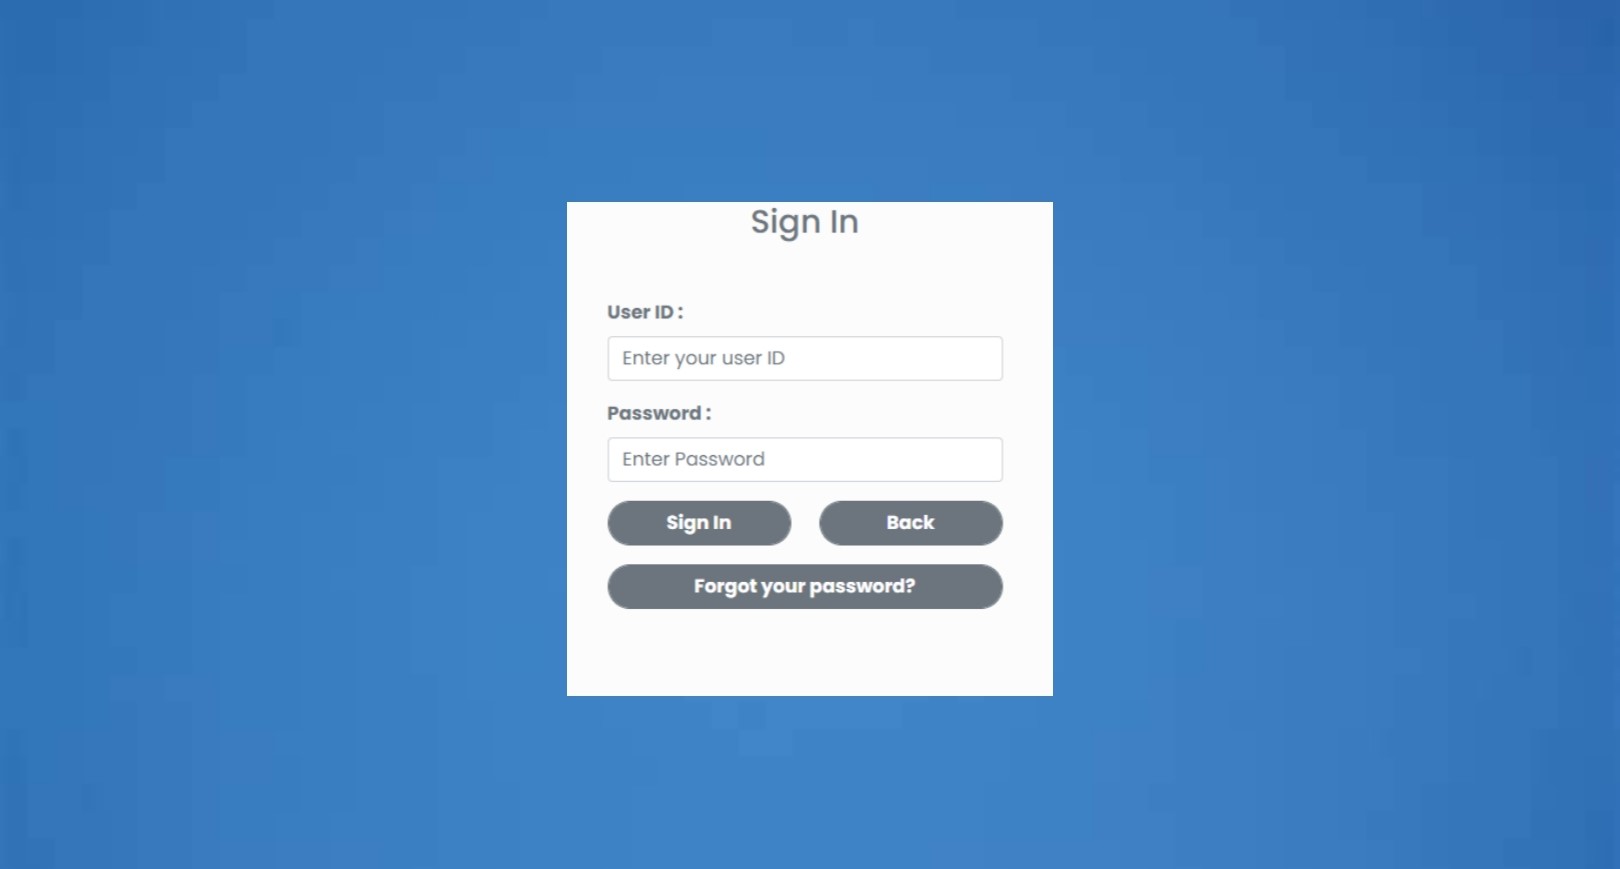 Sign In
User ID :
Enter your user ID
Password :
Enter Password
Sign In
Back
Forgot your password?